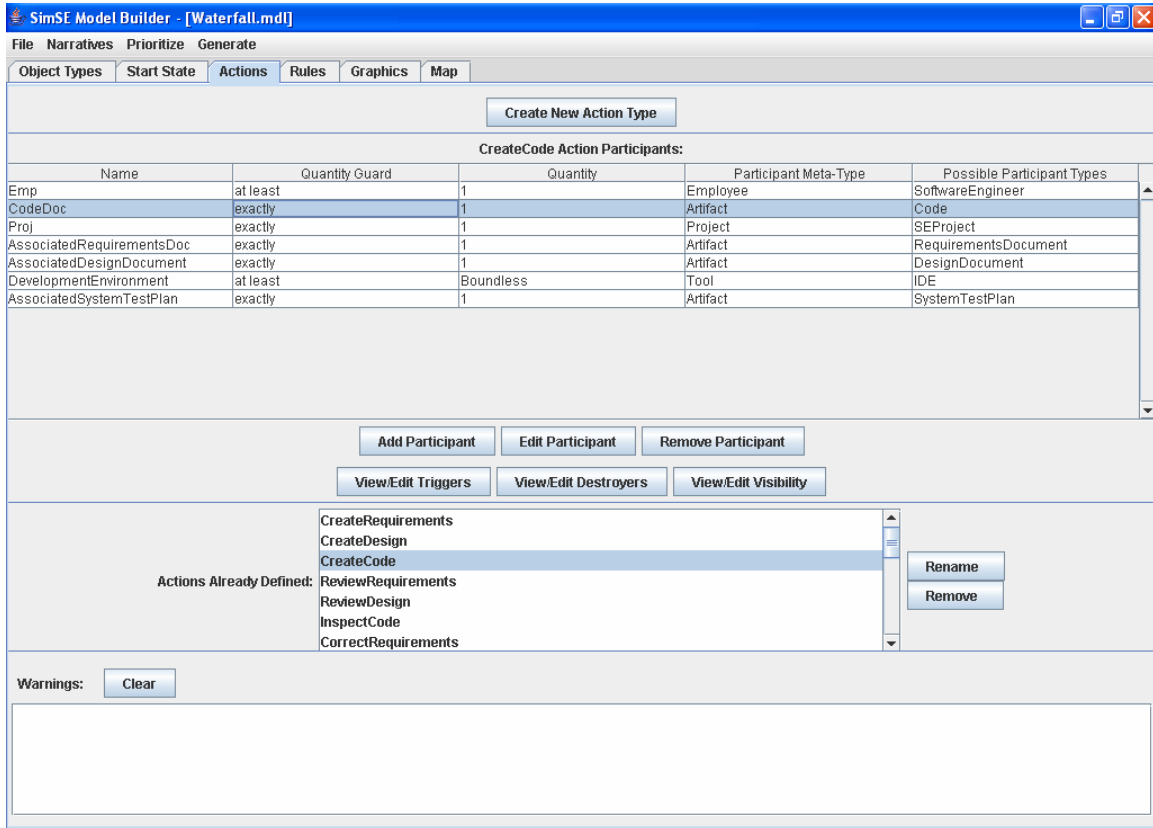 SimSE Model Builder - [Waterfall.mdl]
File Narratives Prioritize Generate
Object Types Start State Actions Rules Graphics Map
Create New Action Type
CreateCode Action Participants:
Name Quantity Guard Quantity Participant Meta-Type Possible Participant Types
Emp at least 1 Employee SoftwareEngineer
CodeDoc exactly 1 Artifact Code
Proj exactly 1 Project SEProject
AssociatedRequirementsDoc exactly 1 Artifact RequirementsDocument
AssociatedDesignDocument exactly 1 Artifact DesignDocument
DevelopmentEnvironment at least Boundless Tool IDE
AssociatedSystemTestPlan exactly 1 Artifact SystemTestPlan
Add Participant Edit Participant Remove Participant
View/Edit Triggers View/Edit Destroyers View/Edit Visibility
CreateRequirements
CreateDesign
CreateCode
Actions Already Defined: ReviewRequirements
ReviewDesign
InspectCode
CorrectRequirements
Rename
Remove
Warnings: Clear